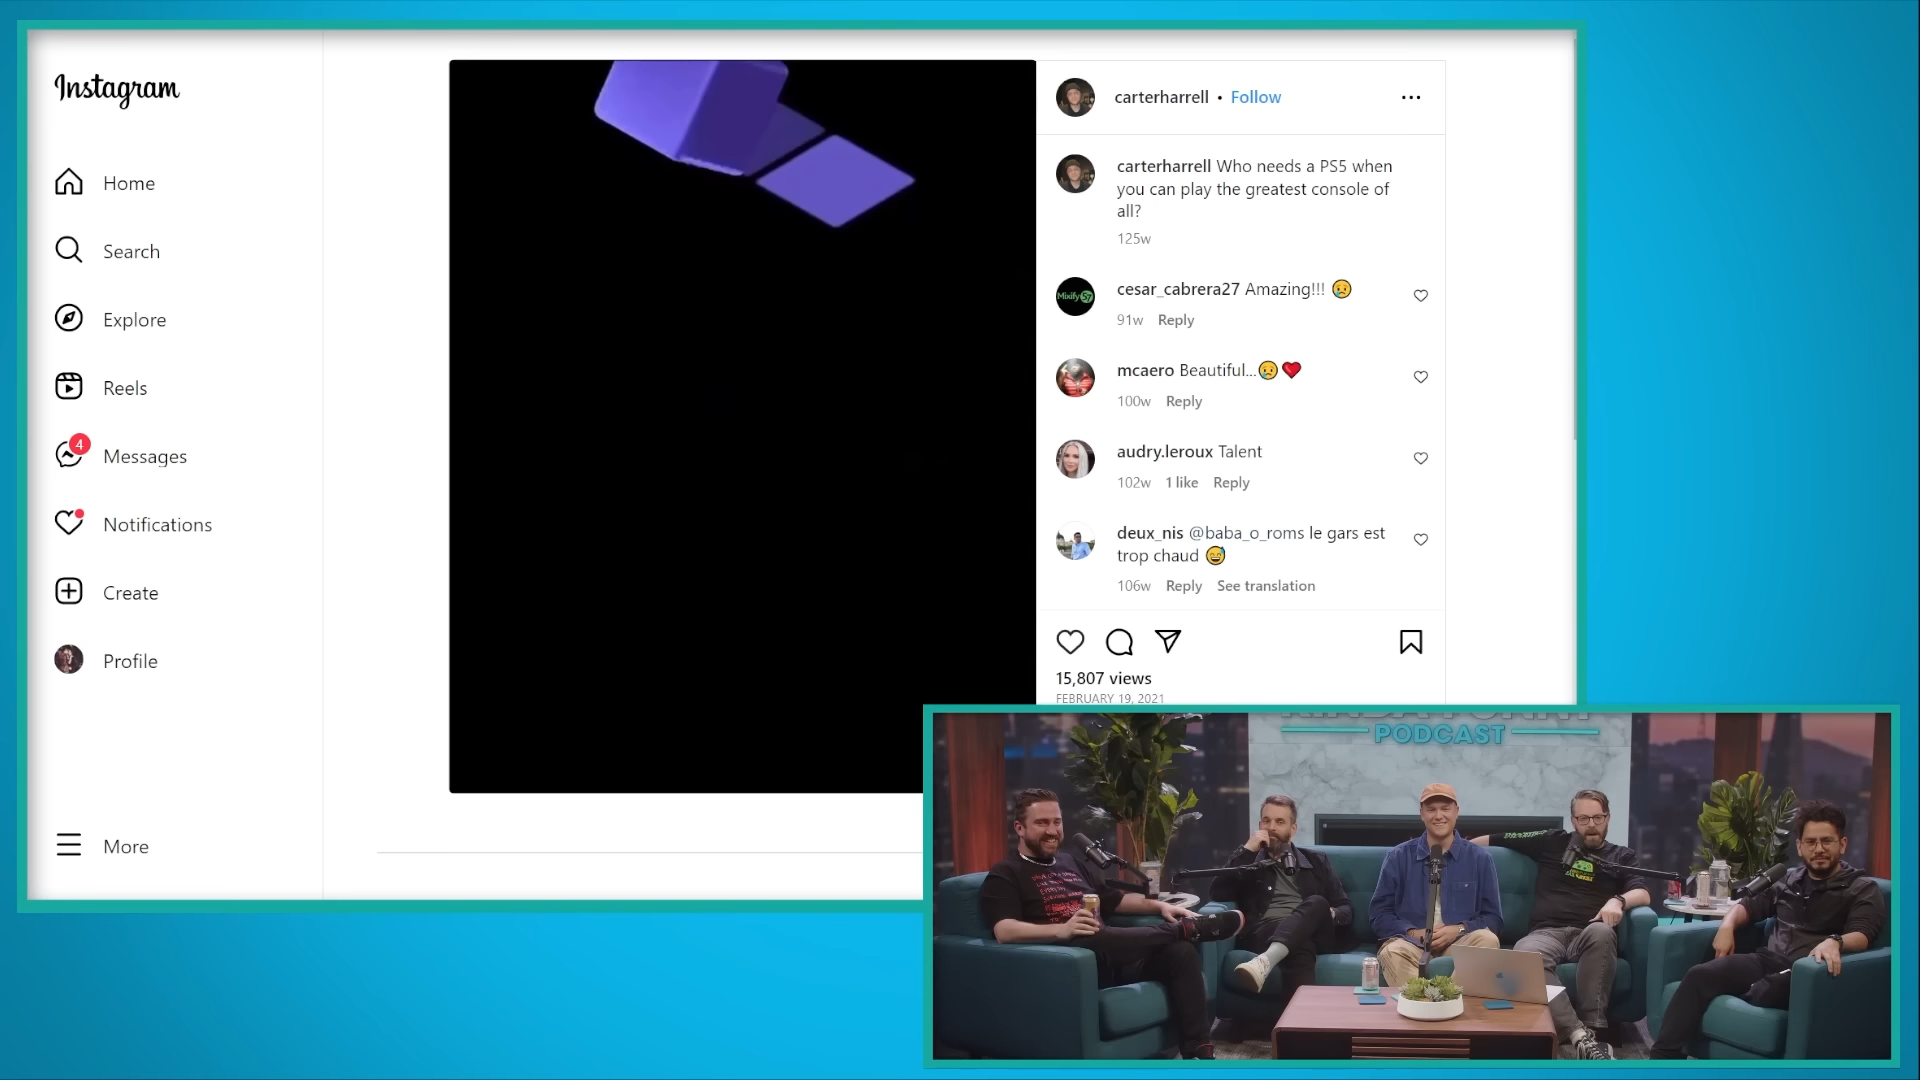 Instagram
Home
Search
Explore
Reels
4
Messages
Notifications
Create
Profile
More
carterharrell • Follow
carterharrell Who needs a PS5 when
you can play the greatest console of
all?
125w
Mixify
cesar_cabrera27 Amazing!!! 😢
91w Reply
mcaero Beautiful...😢❤️
100w Reply
audry.leroux Talent
102w 1 like Reply
deux_nis @baba_o_roms le gars est
trop chaud 😅
106w Reply See translation
15,807 views
FEBRUARY 19, 2021
PODCAST